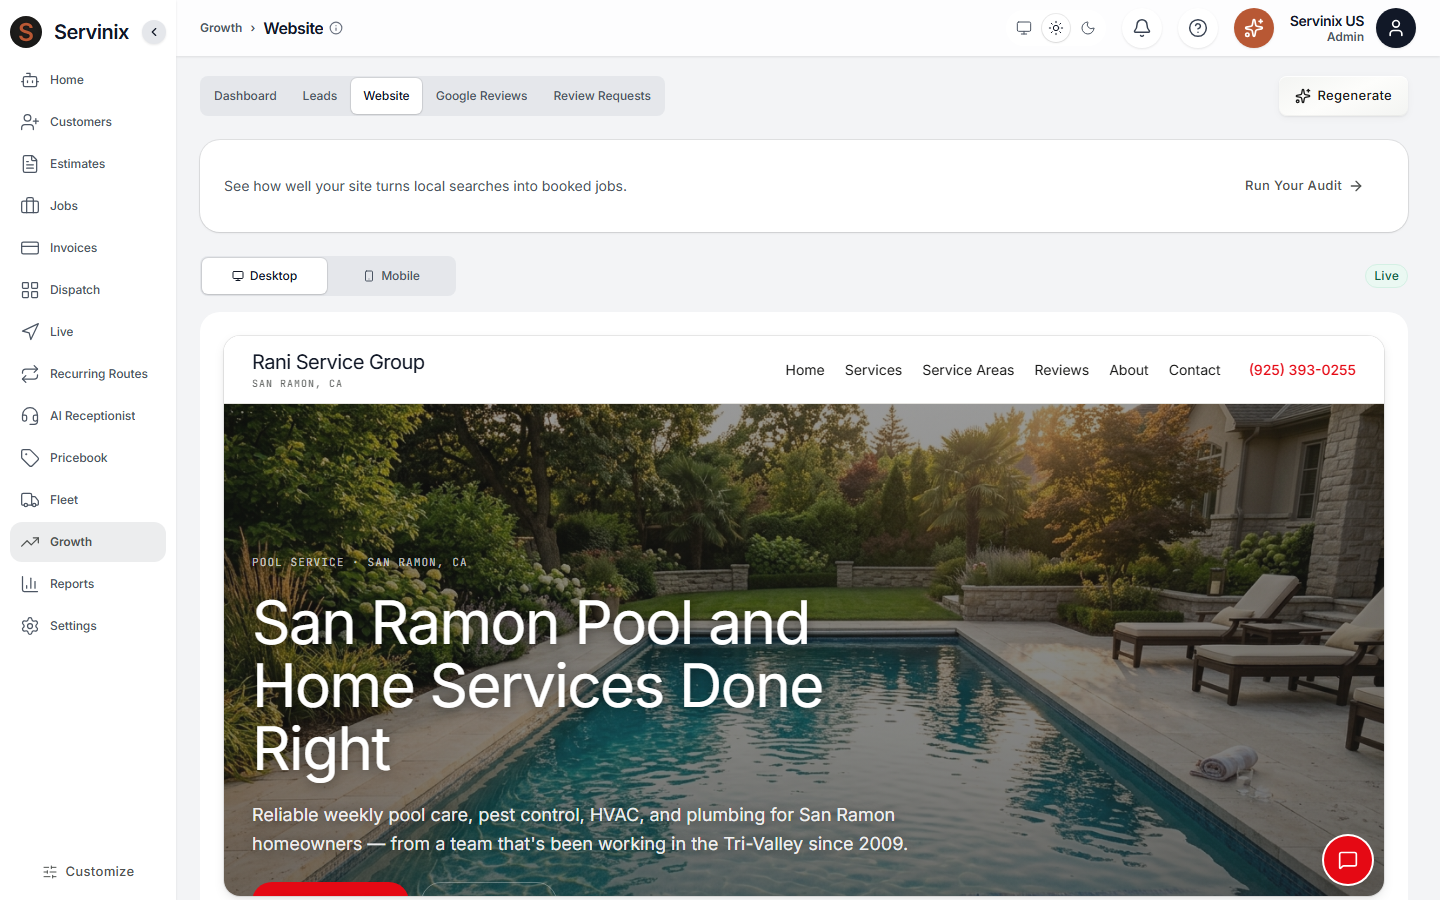 S
Servinix
Home
Customers
Estimates
Jobs
Invoices
Dispatch
Live
Recurring Routes
AI Receptionist
Pricebook
Fleet
Growth
Reports
Settings
Customize
Growth › Website
Servinix US
Admin
Dashboard Leads Website Google Reviews Review Requests
Regenerate
See how well your site turns local searches into booked jobs.
Run Your Audit →
Desktop Mobile
Live
Rani Service Group
SAN RAMON, CA
Home Services Service Areas Reviews About Contact (925) 393-0255
POOL SERVICE · SAN RAMON, CA
San Ramon Pool and
Home Services Done
Right
Reliable weekly pool care, pest control, HVAC, and plumbing for San Ramon
homeowners — from a team that's been working in the Tri-Valley since 2009.